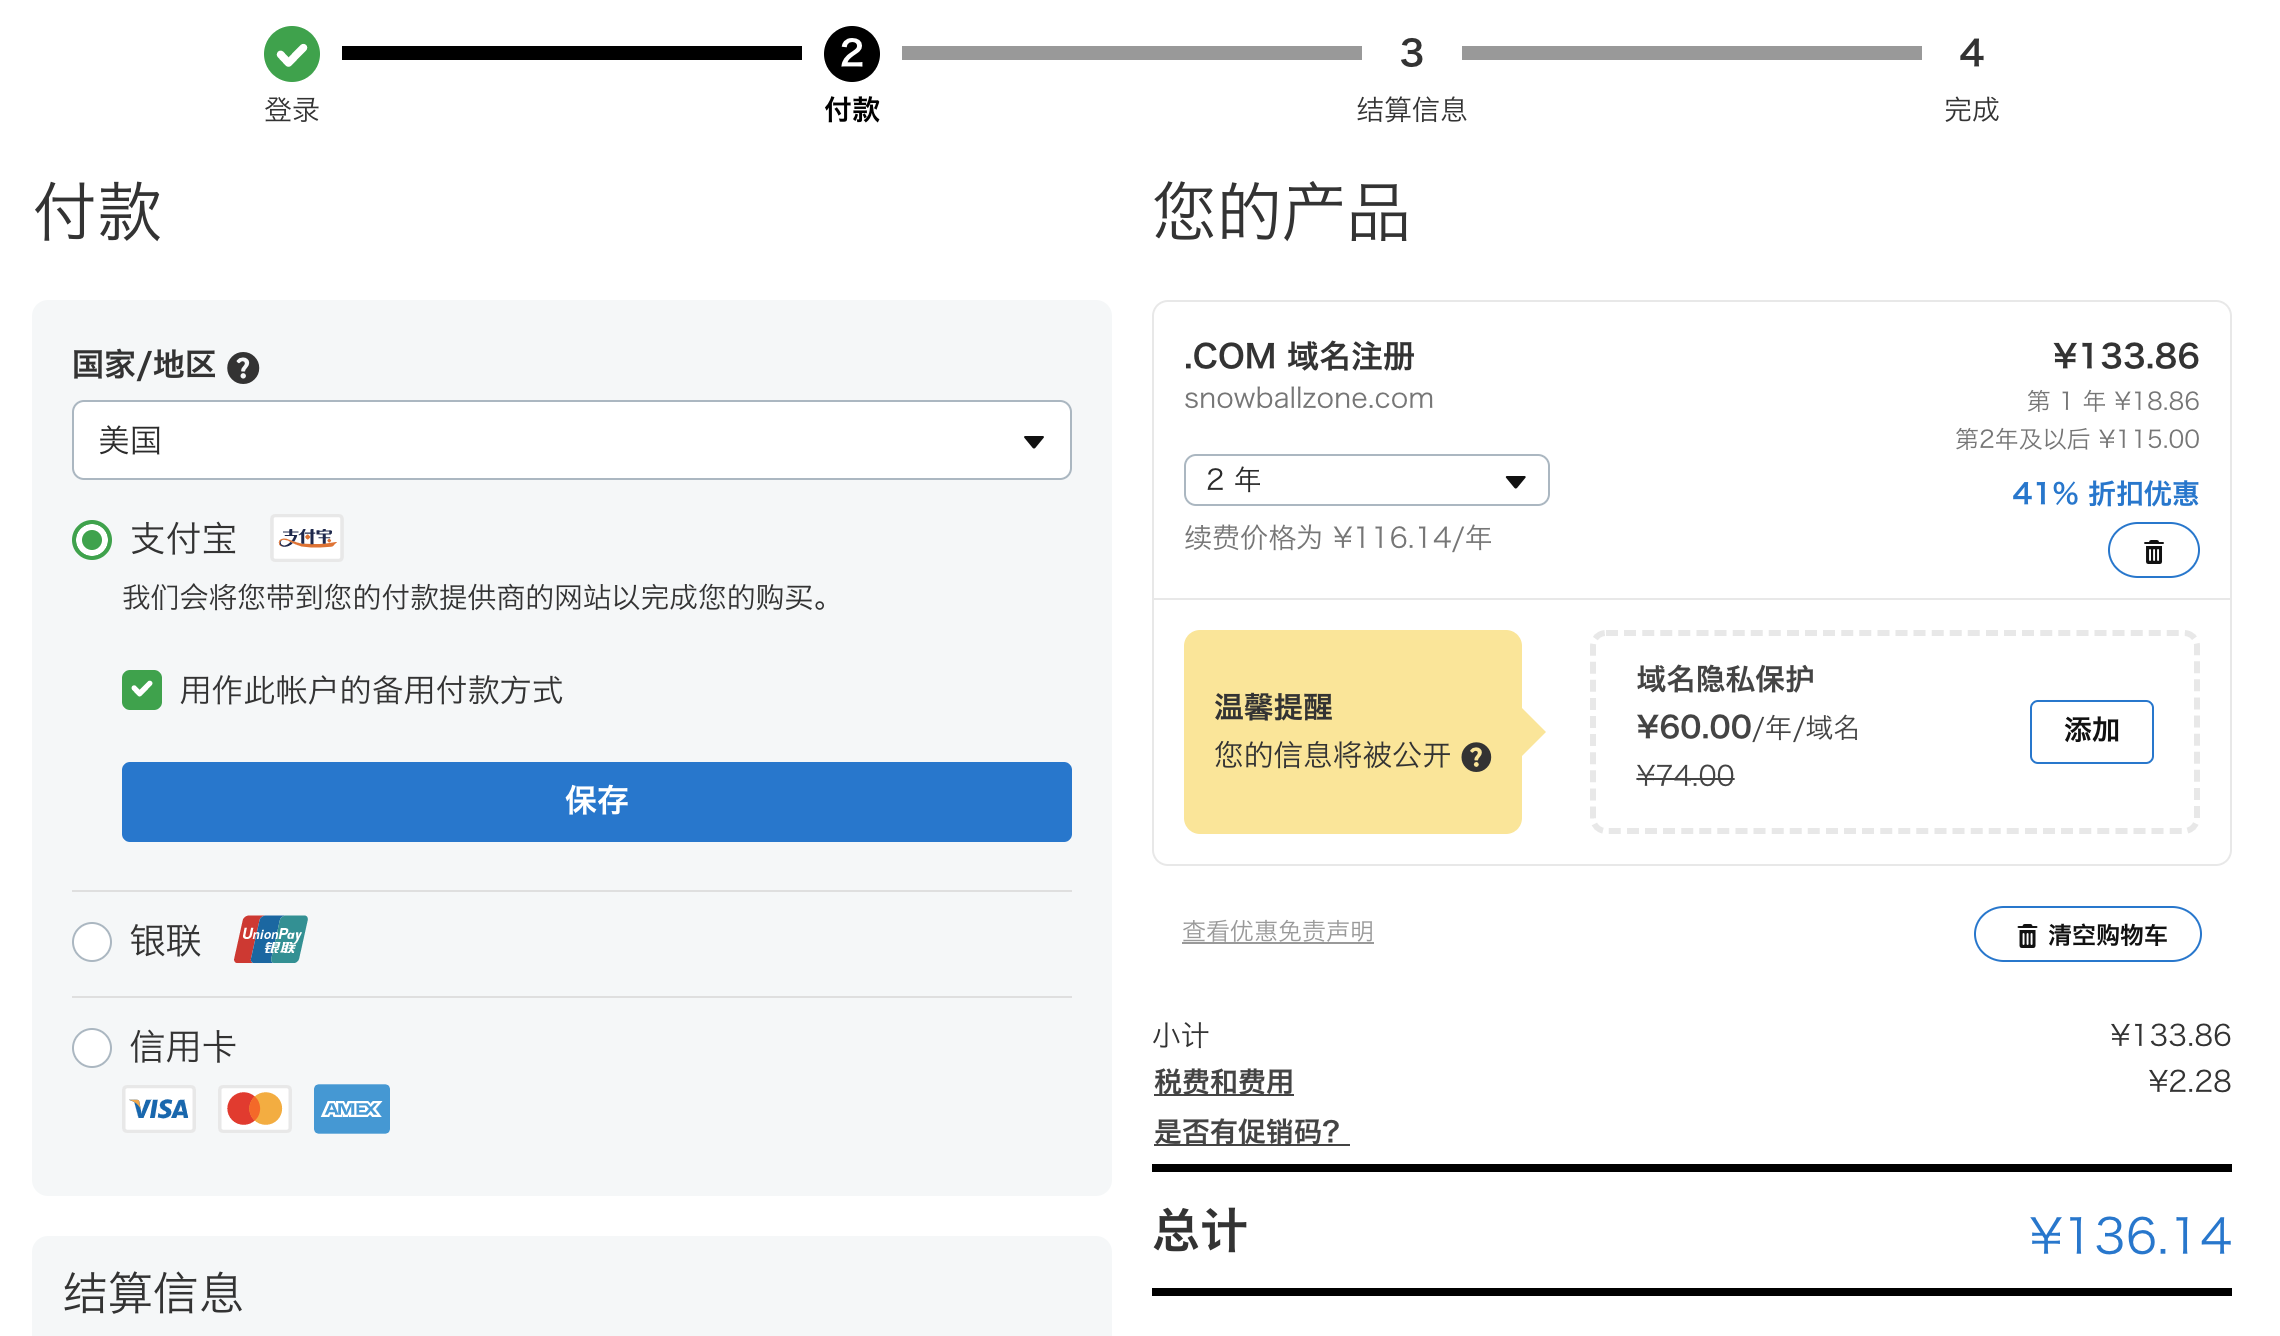 2
3
4
登录
付款
结算信息
完成
付款
国家/地区
美国
支付宝
支付宝
我们会将您带到您的付款提供商的网站以完成您的购买。
用作此帐户的备用付款方式
保存
银联
UnionPay
银联
信用卡
VISA
AMEX
结算信息
您的产品
.COM 域名注册
¥133.86
snowballzone.com
第 1 年 ¥18.86
第2年及以后 ¥115.00
2 年
41% 折扣优惠
续费价格为 ¥116.14/年
温馨提醒
您的信息将被公开
域名隐私保护
¥60.00/年/域名
¥74.00
添加
查看优惠免责声明
清空购物车
小计
¥133.86
税费和费用
¥2.28
是否有促销码?
总计
¥136.14